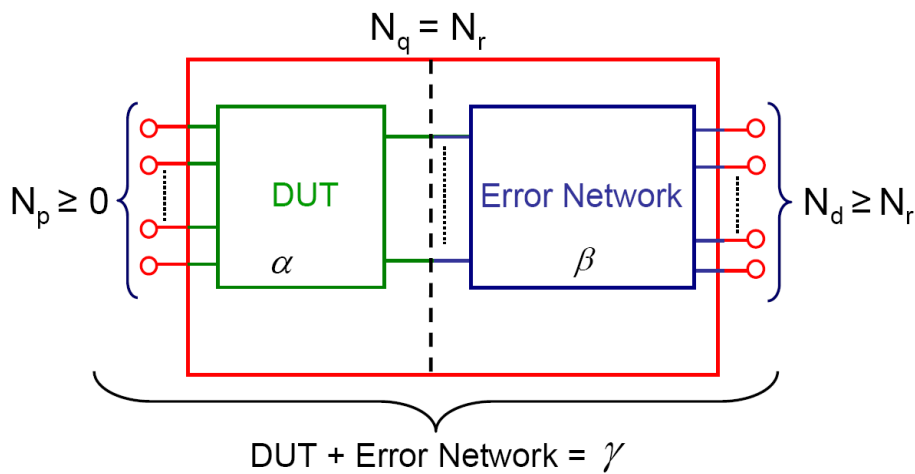 N_q = N_r
DUT
Error Network
N_p ≥ 0
N_d ≥ N_r
α
β
DUT + Error Network = γ